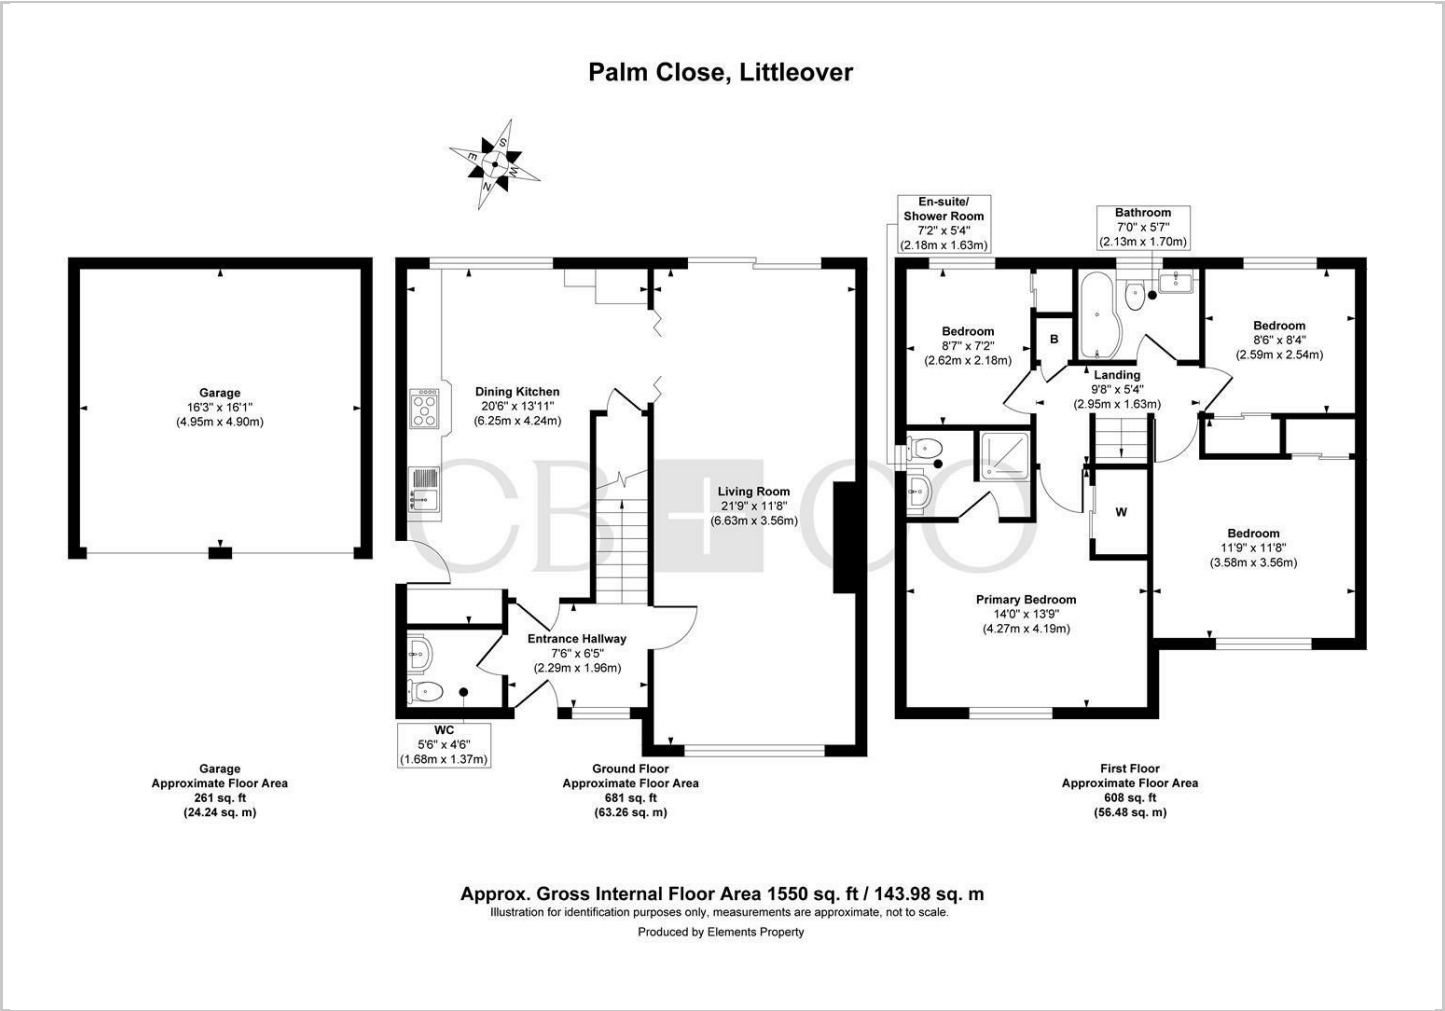 Palm Close, Littleover
S
E
W
N
En-suite/
Shower Room
7'2" x 5'4"
(2.18m x 1.63m)
Bathroom
7'0" x 5'7"
(2.13m x 1.70m)
Garage
16'3" x 16'1"
(4.95m x 4.90m)
Dining Kitchen
20'6" x 13'11"
(6.25m x 4.24m)
Living Room
21'9" x 11'8"
(6.63m x 3.56m)
Entrance Hallway
7'6" x 6'5"
(2.29m x 1.96m)
WC
5'6" x 4'6"
(1.68m x 1.37m)
Bedroom
8'7" x 7'2"
(2.62m x 2.18m)
B
Landing
9'8" x 5'4"
(2.95m x 1.63m)
Bedroom
8'6" x 8'4"
(2.59m x 2.54m)
W
Bedroom
11'9" x 11'8"
(3.58m x 3.56m)
Primary Bedroom
14'0" x 13'9"
(4.27m x 4.19m)
CB+CO
Garage
Approximate Floor Area
261 sq. ft
(24.24 sq. m)
Ground Floor
Approximate Floor Area
681 sq. ft
(63.26 sq. m)
First Floor
Approximate Floor Area
608 sq. ft
(56.48 sq. m)
Approx. Gross Internal Floor Area 1550 sq. ft / 143.98 sq. m
Illustration for identification purposes only, measurements are approximate, not to scale.
Produced by Elements Property